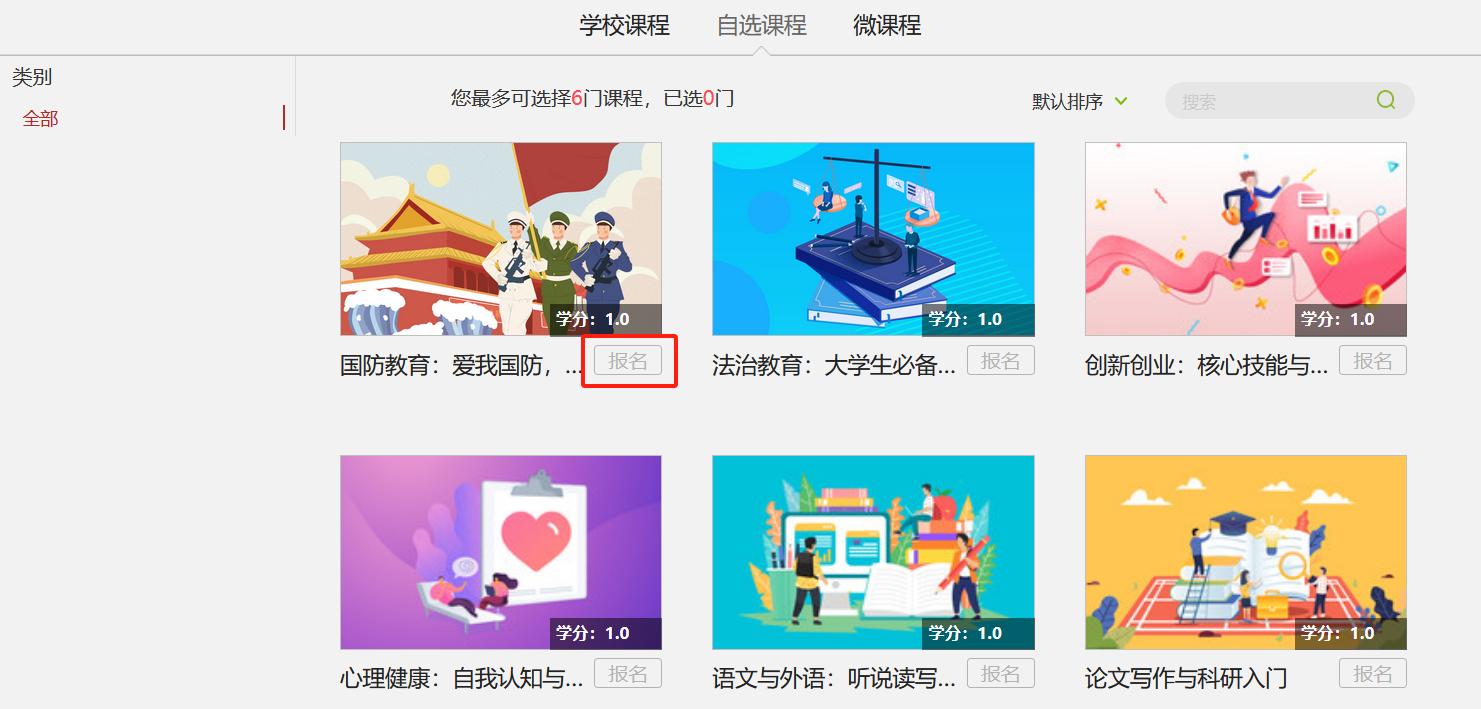 学校课程 自选课程 微课程
类别
全部
您最多可选择6门课程，已选0门
默认排序
搜索
学分：1.0
学分：1.0
学分：1.0
国防教育：爱我国防，... 报名
法治教育：大学生必备... 报名
创新创业：核心技能与... 报名
学分：1.0
学分：1.0
学分：1.0
心理健康：自我认知与... 报名
语文与外语：听说读写... 报名
论文写作与科研入门 报名